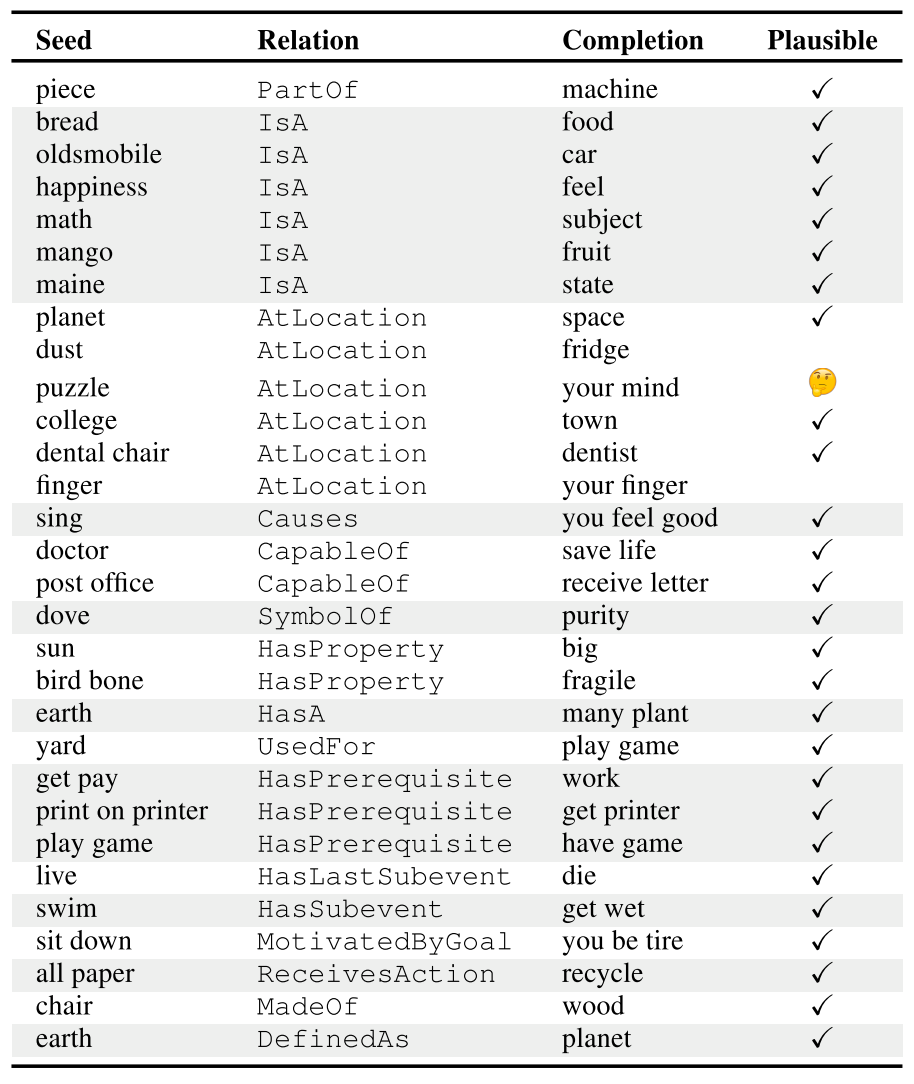 Seed Relation Completion Plausible
piece PartOf machine ✓
bread IsA food ✓
oldsmobile IsA car ✓
happiness IsA feel ✓
math IsA subject ✓
mango IsA fruit ✓
maine IsA state ✓
planet AtLocation space ✓
dust AtLocation fridge
puzzle AtLocation your mind 🤔
college AtLocation town ✓
dental chair AtLocation dentist ✓
finger AtLocation your finger
sing Causes you feel good ✓
doctor CapableOf save life ✓
post office CapableOf receive letter ✓
dove SymbolOf purity ✓
sun HasProperty big ✓
bird bone HasProperty fragile ✓
earth HasA many plant ✓
yard UsedFor play game ✓
get pay HasPrerequisite work ✓
print on printer HasPrerequisite get printer ✓
play game HasPrerequisite have game ✓
live HasLastSubevent die ✓
swim HasSubevent get wet ✓
sit down MotivatedByGoal you be tire ✓
all paper ReceivesAction recycle ✓
chair MadeOf wood ✓
earth DefinedAs planet ✓